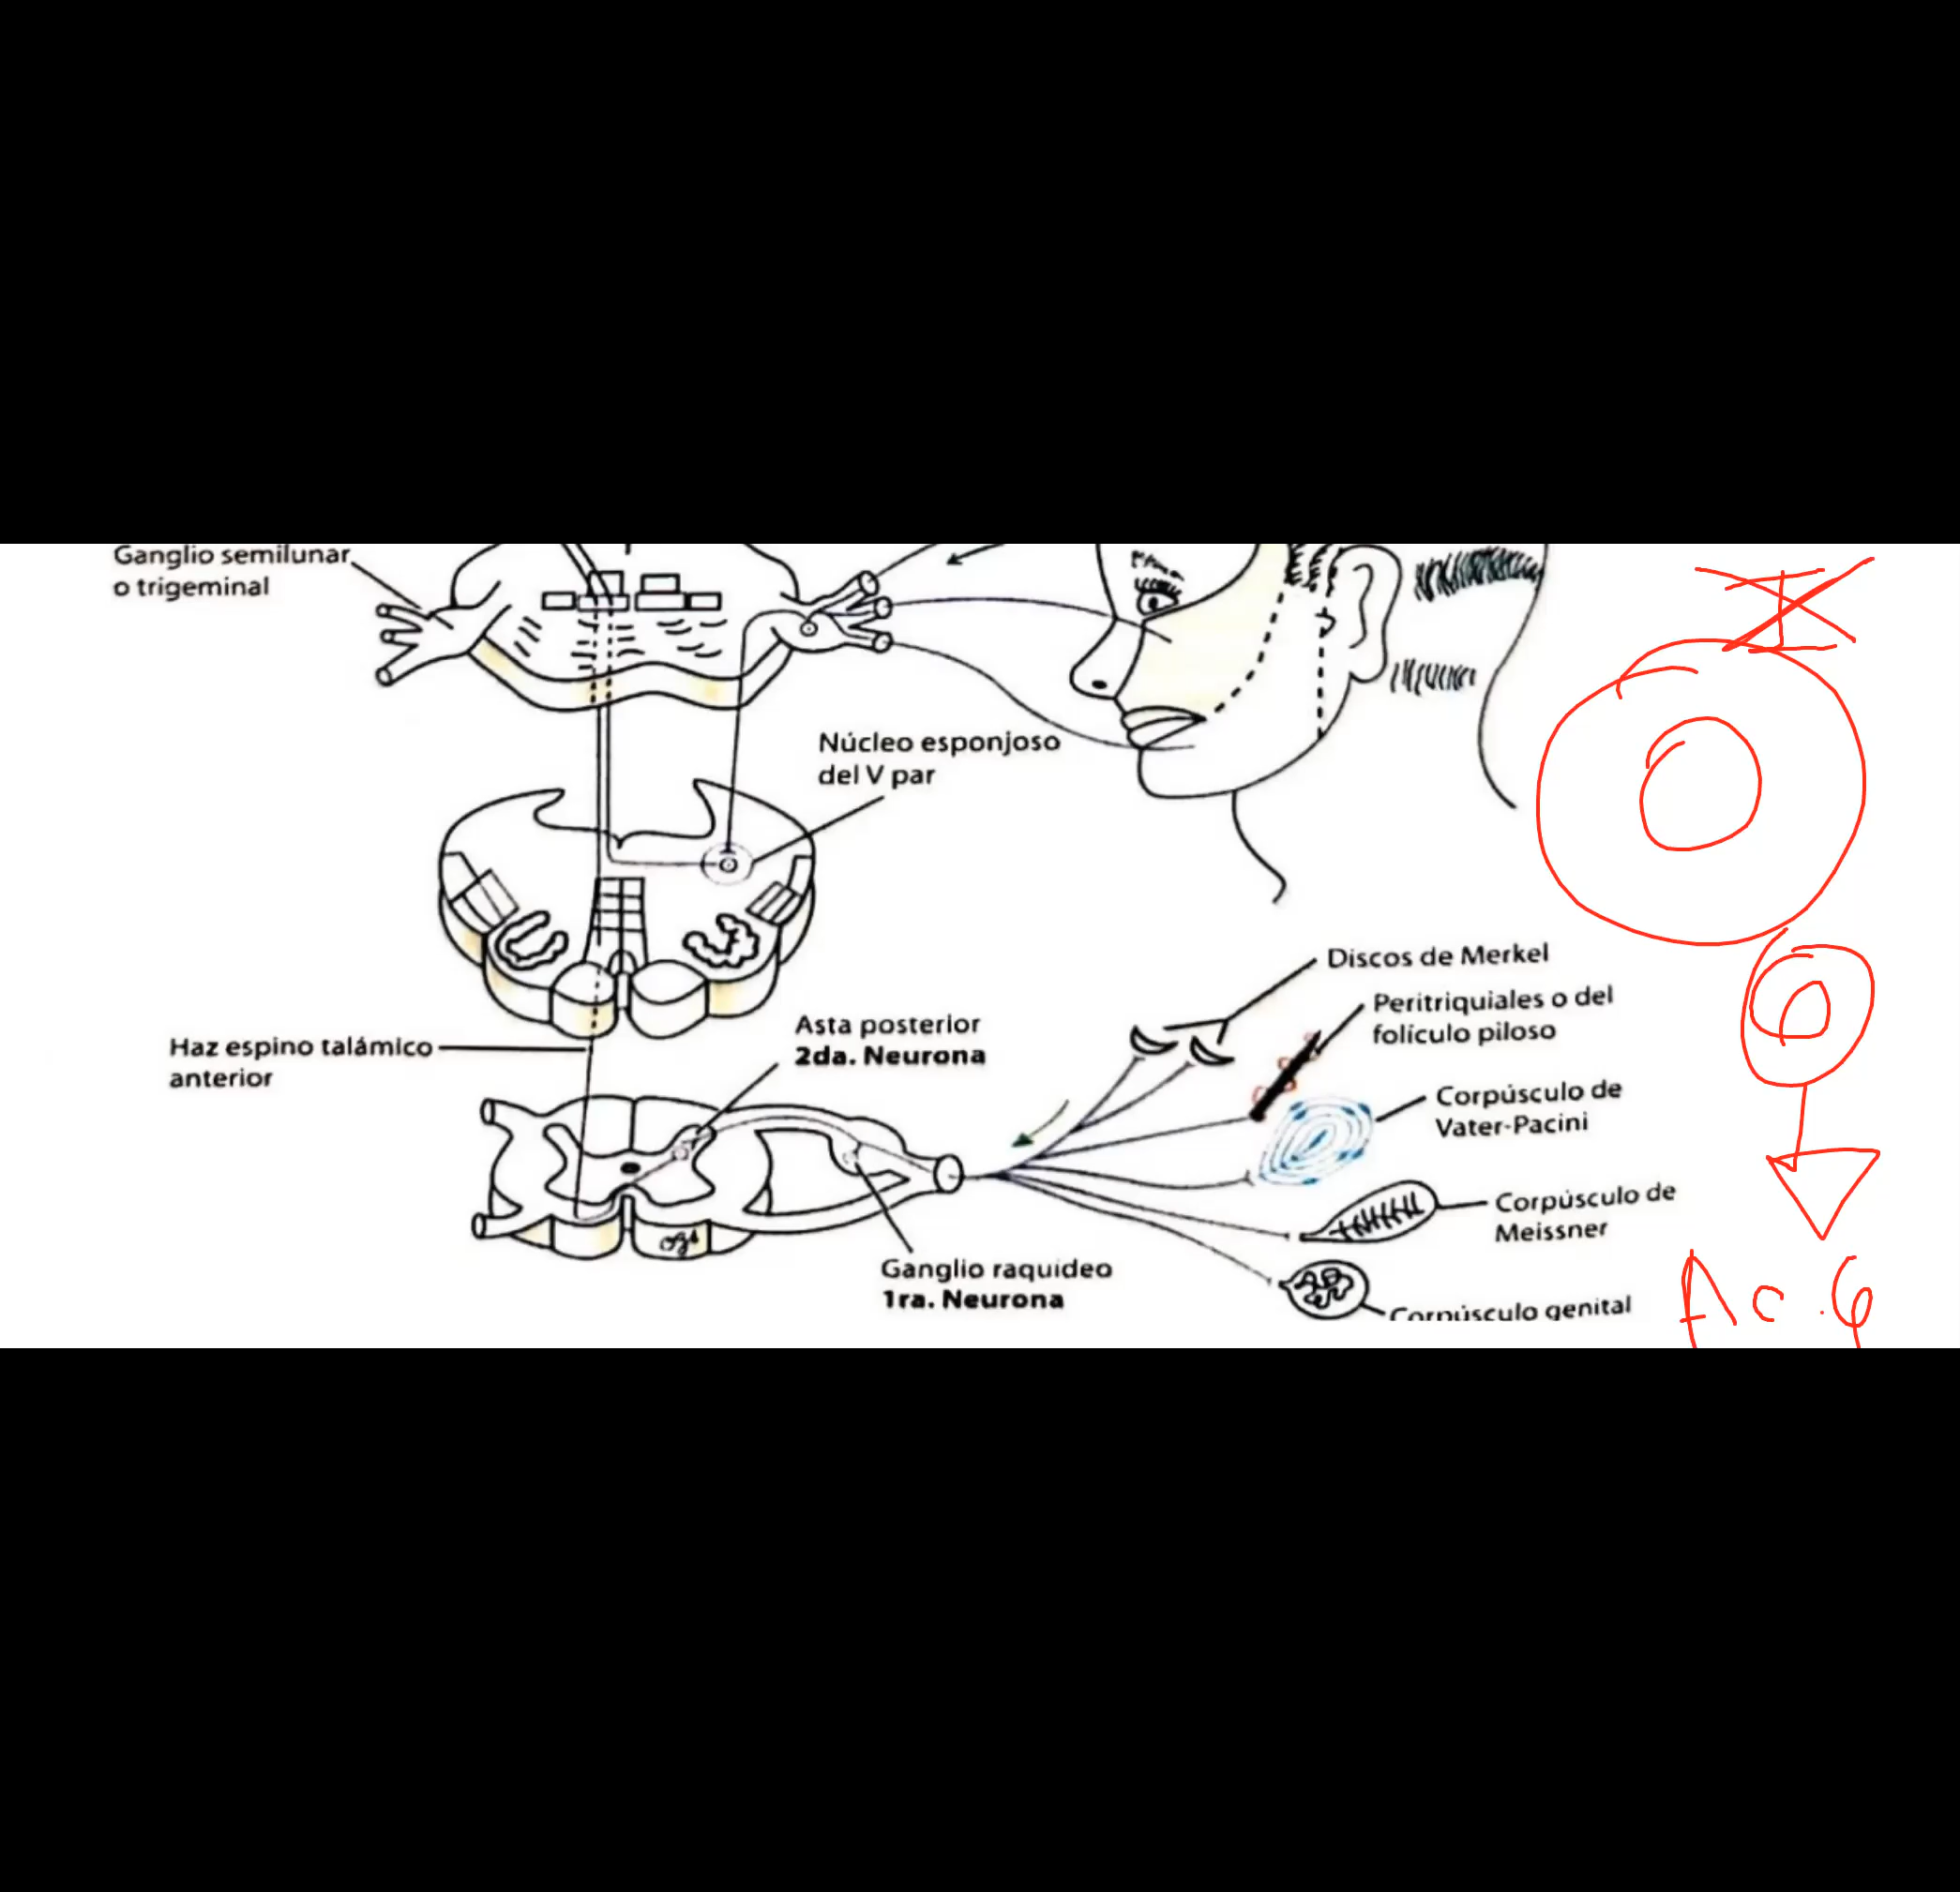 Ganglio semilunar
o trigeminal
Núcleo esponjoso
del V par
Discos de Merkel
Peritriquiales o del
folículo piloso
Haz espino talámico
anterior
Asta posterior
2da. Neurona
Corpúsculo de
Vater-Pacini
Corpúsculo de
Meissner
Ganglio raquideo
1ra. Neurona
Corpúsculo genital